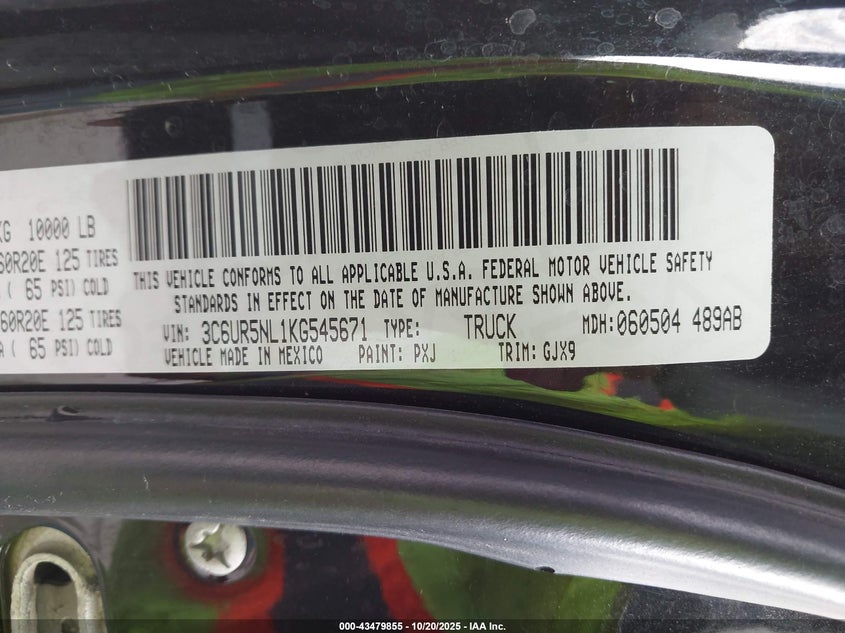 KG 10000 LB
60R20E 125 TIRES
( 65 PSI) COLD
60R20E 125 TIRES
A ( 65 PSI) COLD
THIS VEHICLE CONFORMS TO ALL APPLICABLE U.S.A. FEDERAL MOTOR VEHICLE SAFETY
STANDARDS IN EFFECT ON THE DATE OF MANUFACTURE SHOWN ABOVE.
VIN: 3C6UR5NL1KG545671 TYPE: TRUCK MDH:060504 489AB
VEHICLE MADE IN MEXICO PAINT: PXJ TRIM: GJX9
000-43479855 - 10/20/2025 - IAA Inc.